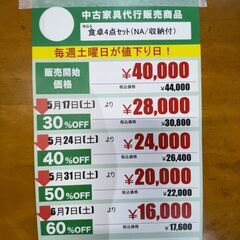 中古家具代行販売商品
商品名 食卓4点セット(NA/収納付)
毎週土曜日が値下り日!
販売開始価格 ¥40,000
税込価格 ¥44,000
5月17日(土) より ¥28,000
30%OFF 税込価格 ¥30,800
5月24日(土) より ¥24,000
40%OFF 税込価格 ¥26,400
5月31日(土) より ¥20,000
50%OFF 税込価格 ¥22,000
6月7日(土) より ¥16,000
60%OFF 税込価格 ¥17,600